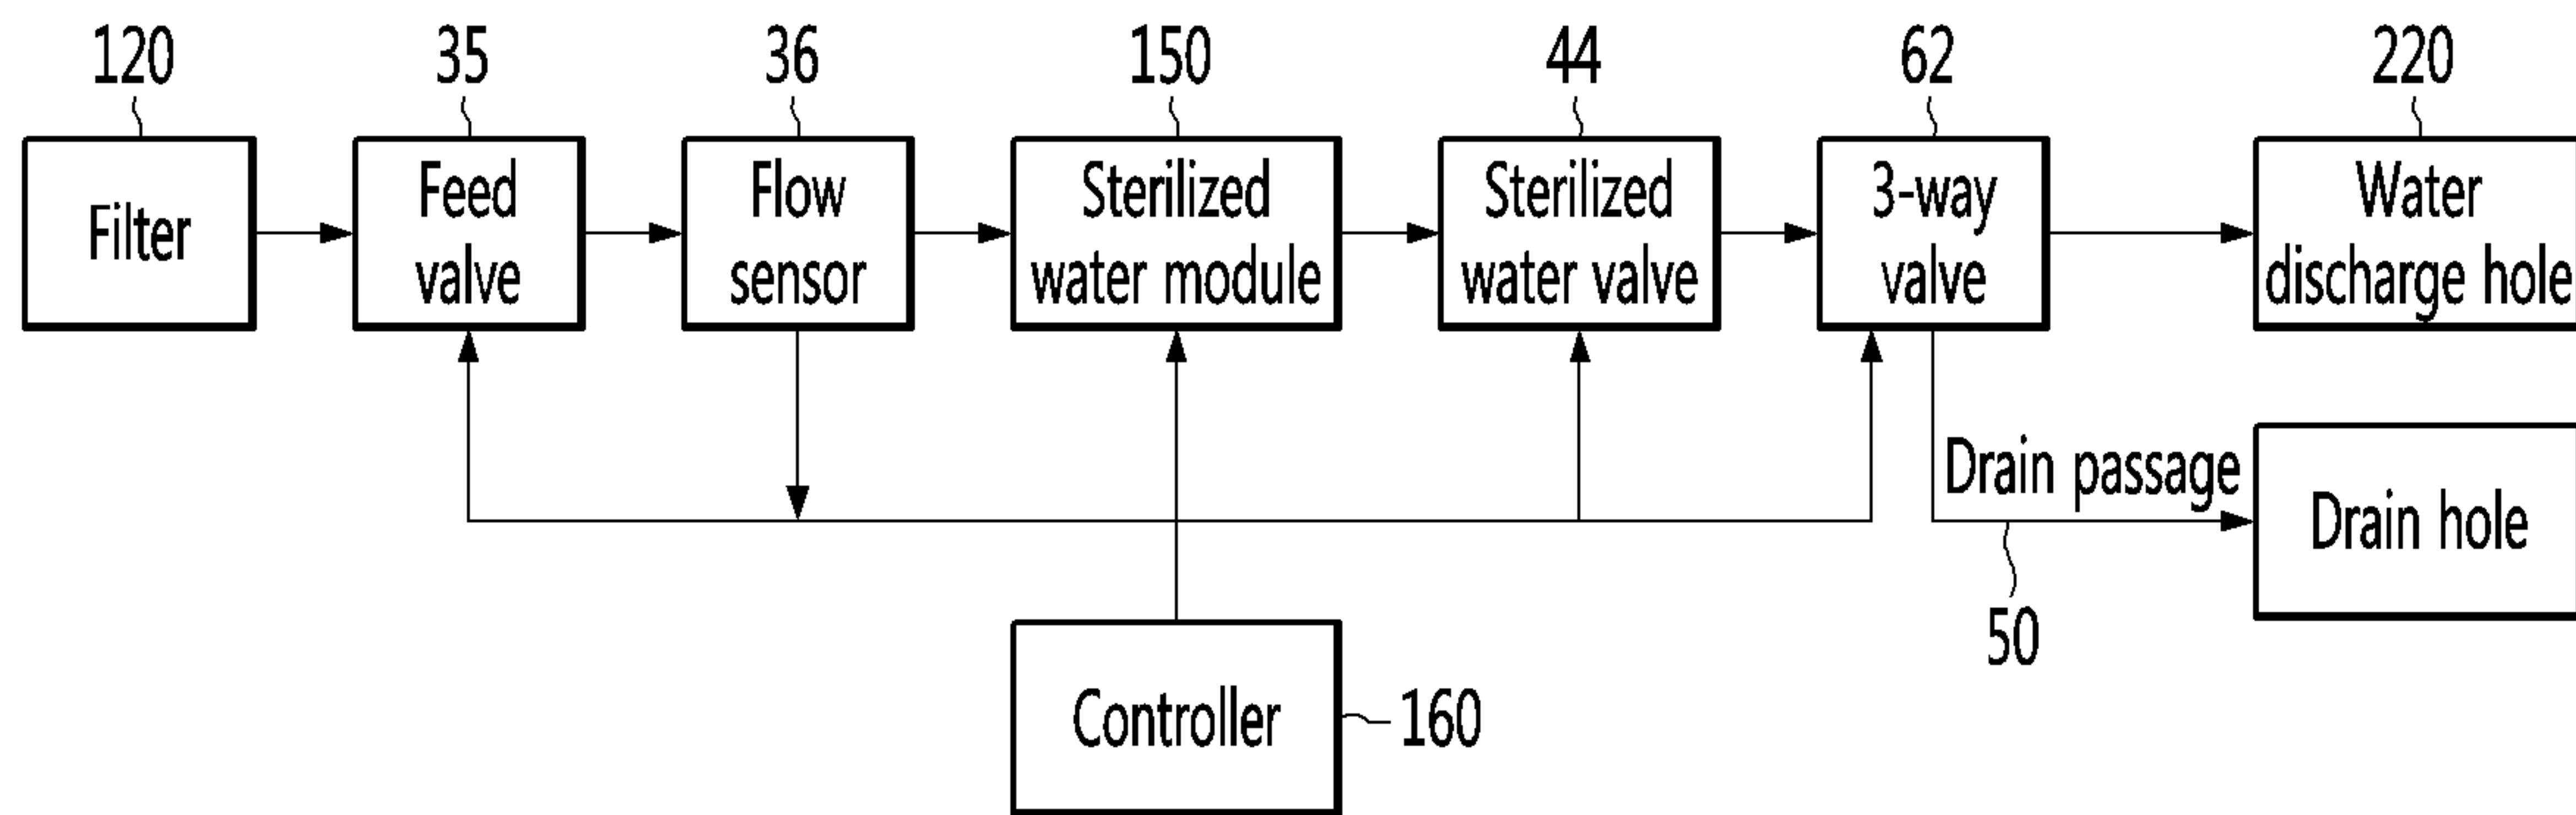 120
35
36
150
44
62
220
Filter
Feed
valve
Flow
sensor
Sterilized
water module
Sterilized
water valve
3-way
valve
Water
discharge hole
Drain passage
50
Drain hole
Controller
160